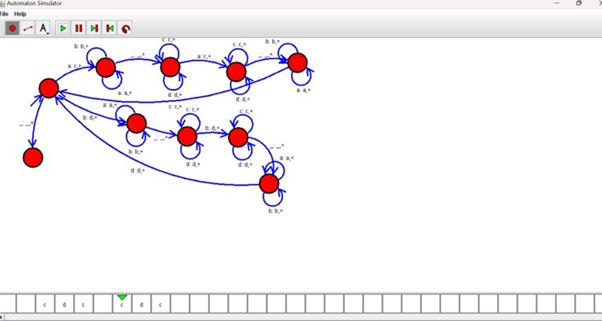 Automaton Simulator
File Help
A
b: b,+
_: _,+
c: c,+
c: c,+
_: _,+
b: b,+
a: c,+
a: c,+
a: a,+
d: d,+
d: d,+
a: a,+
a: a,+
c: c,+
c: c,+
c: c,+
_: _,+
b: d,+
b: d,+
_: _,+
_: _,+
b: b,+
d: d,+
d: d,+
a: a,<
d: d,+
b: b,+
c d c c d c